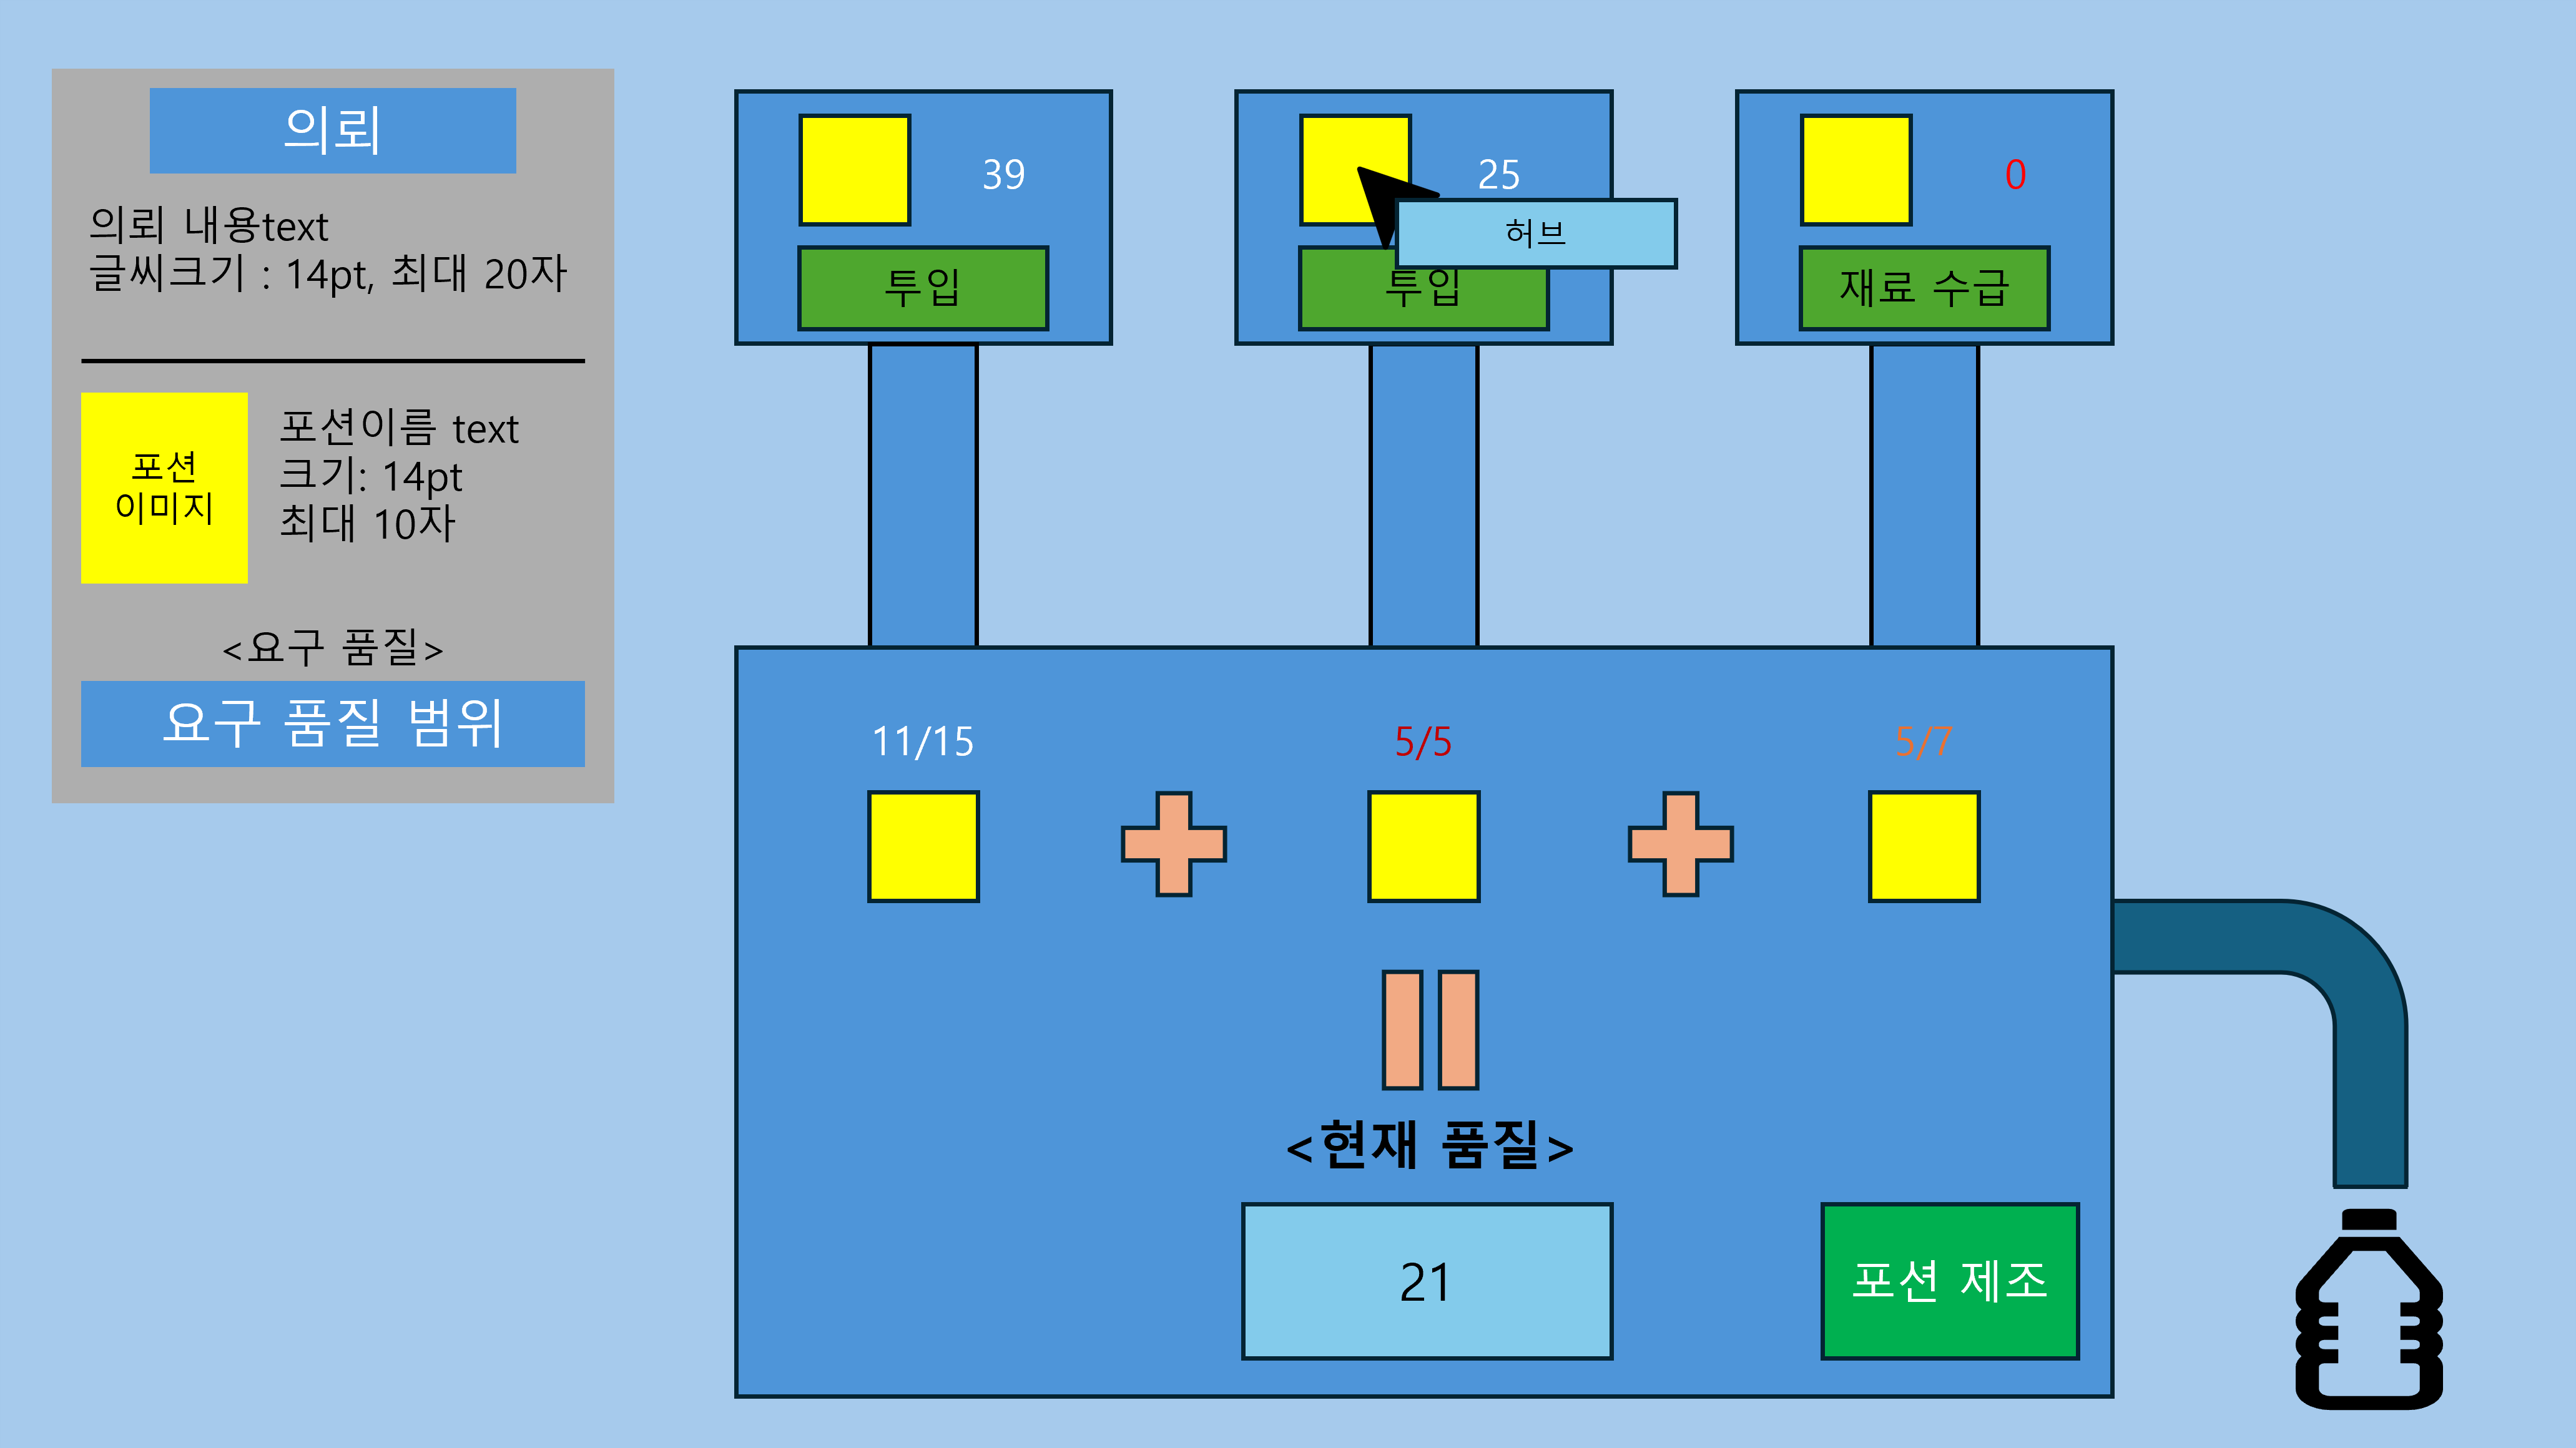 의뢰
의뢰 내용text
글씨크기 : 14pt, 최대 20자
포션
이미지
포션이름 text
크기: 14pt
최대 10자
<요구 품질>
요구 품질 범위
39
투입
25
허브
투입
0
재료 수급
11/15
5/5
5/7
<현재 품질>
21
포션 제조